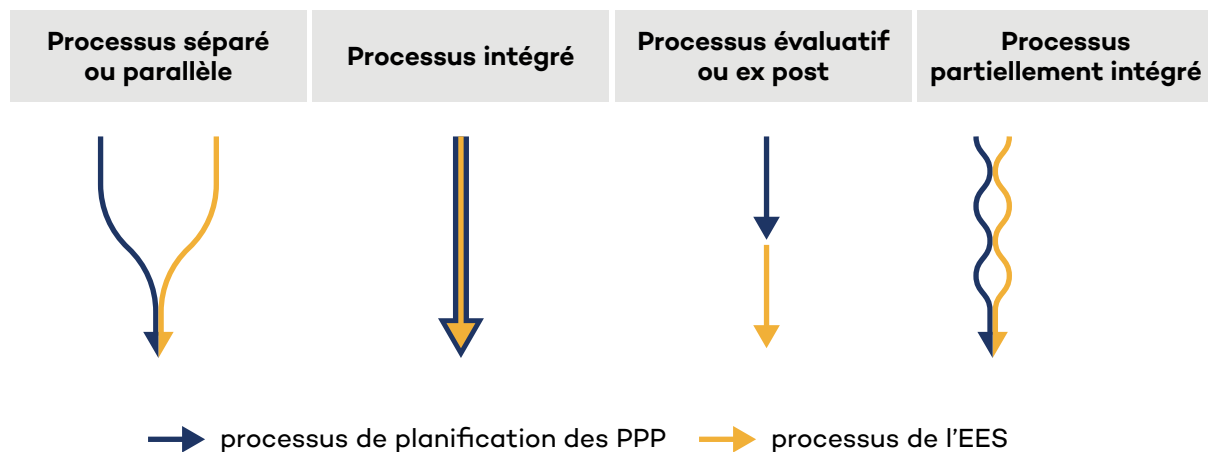 Processus séparé
ou parallèle
Processus intégré
Processus évaluatif
ou ex post
Processus
partiellement intégré
processus de planification des PPP
processus de l'EES